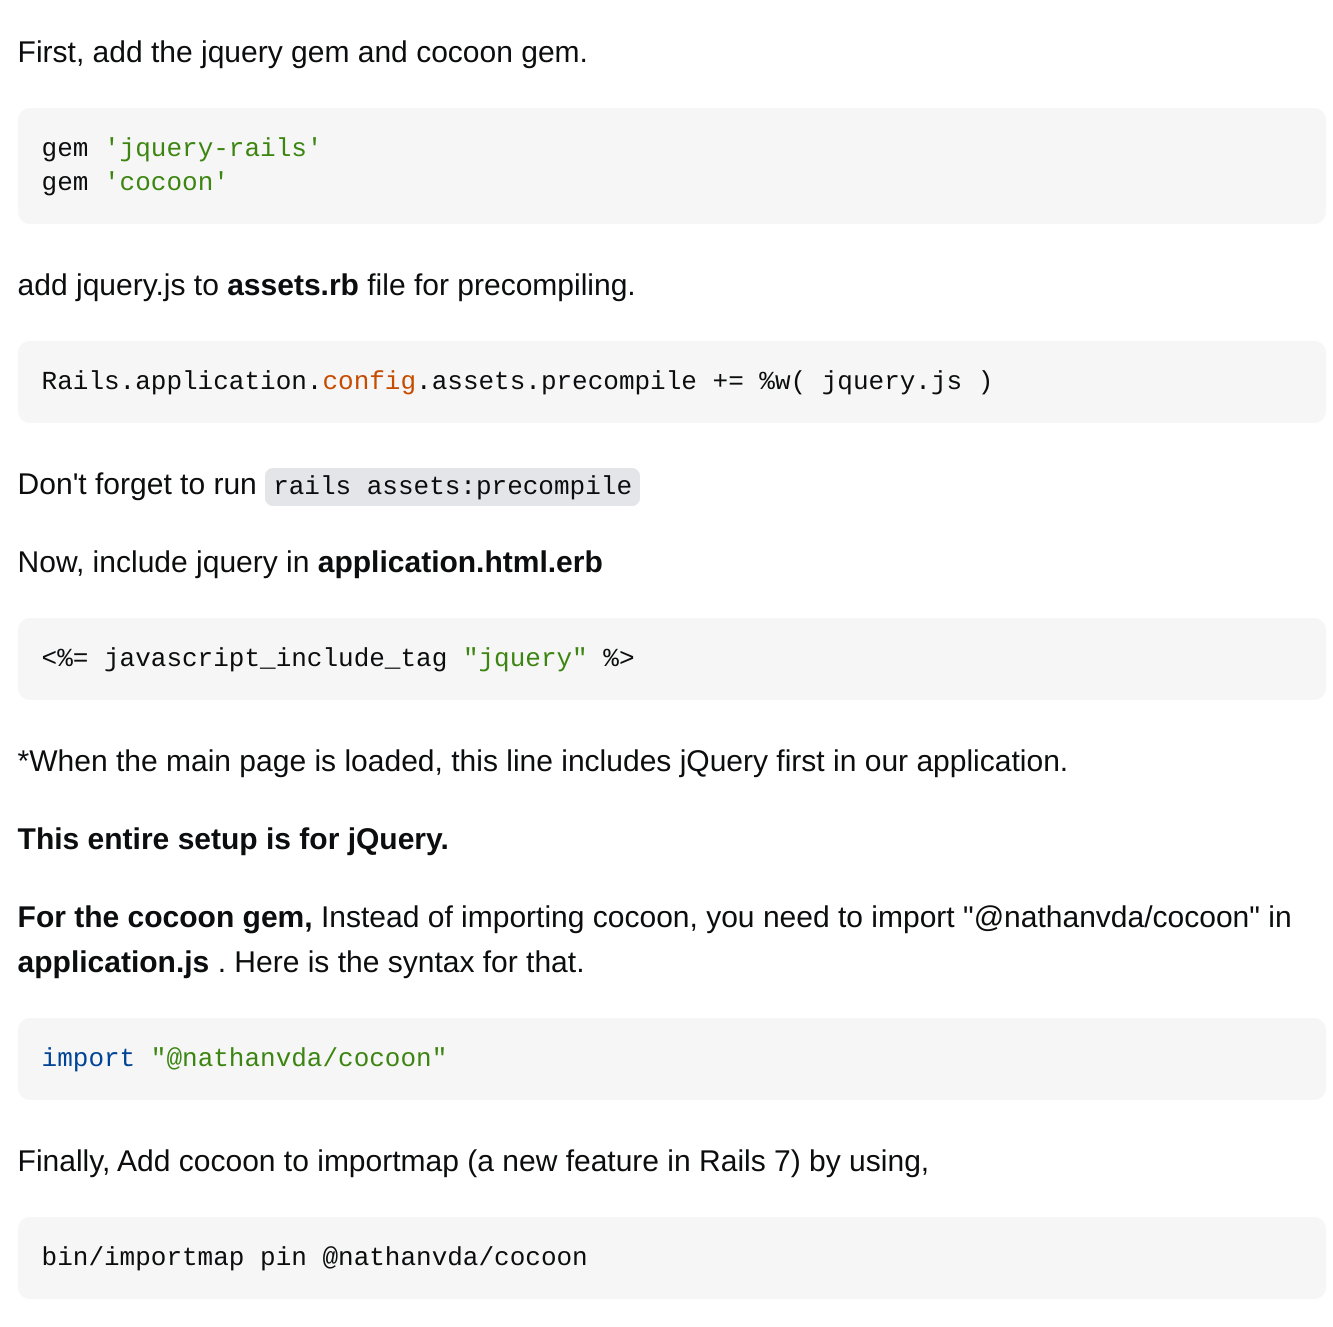 First, add the jquery gem and cocoon gem.
gem 'jquery-rails'
gem 'cocoon'
add jquery.js to assets.rb file for precompiling.
Rails.application.config.assets.precompile += %w( jquery.js )
Don't forget to run rails assets:precompile
Now, include jquery in application.html.erb
<%= javascript_include_tag "jquery" %>
*When the main page is loaded, this line includes jQuery first in our application.
This entire setup is for jQuery.
For the cocoon gem, Instead of importing cocoon, you need to import "@nathanvda/cocoon" in
application.js . Here is the syntax for that.
import "@nathanvda/cocoon"
Finally, Add cocoon to importmap (a new feature in Rails 7) by using,
bin/importmap pin @nathanvda/cocoon